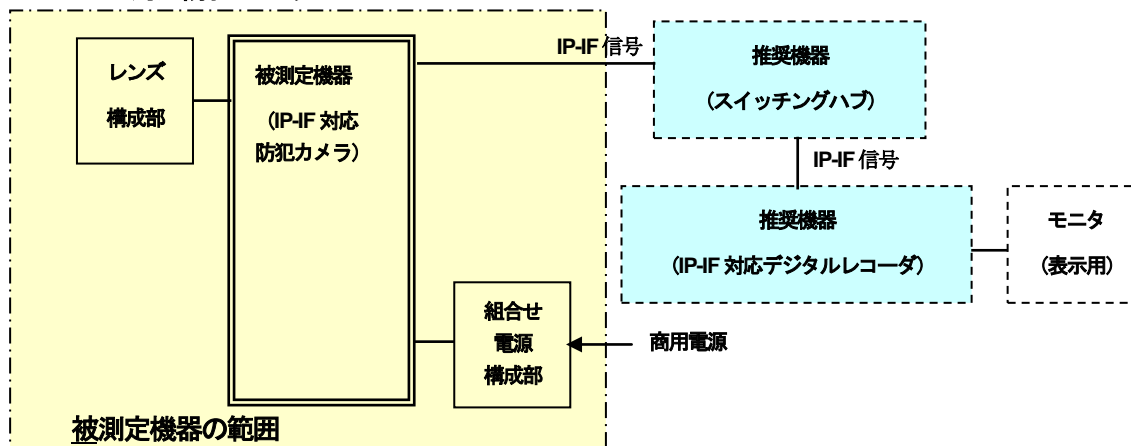 レンズ
構成部
被測定機器
（IP-IF 対応
防犯カメラ）
IP-IF 信号
推奨機器
（スイッチングハブ）
IP-IF 信号
推奨機器
（IP-IF 対応デジタルレコーダ）
モニタ
（表示用）
組合せ
電源
構成部
商用電源
被測定機器の範囲